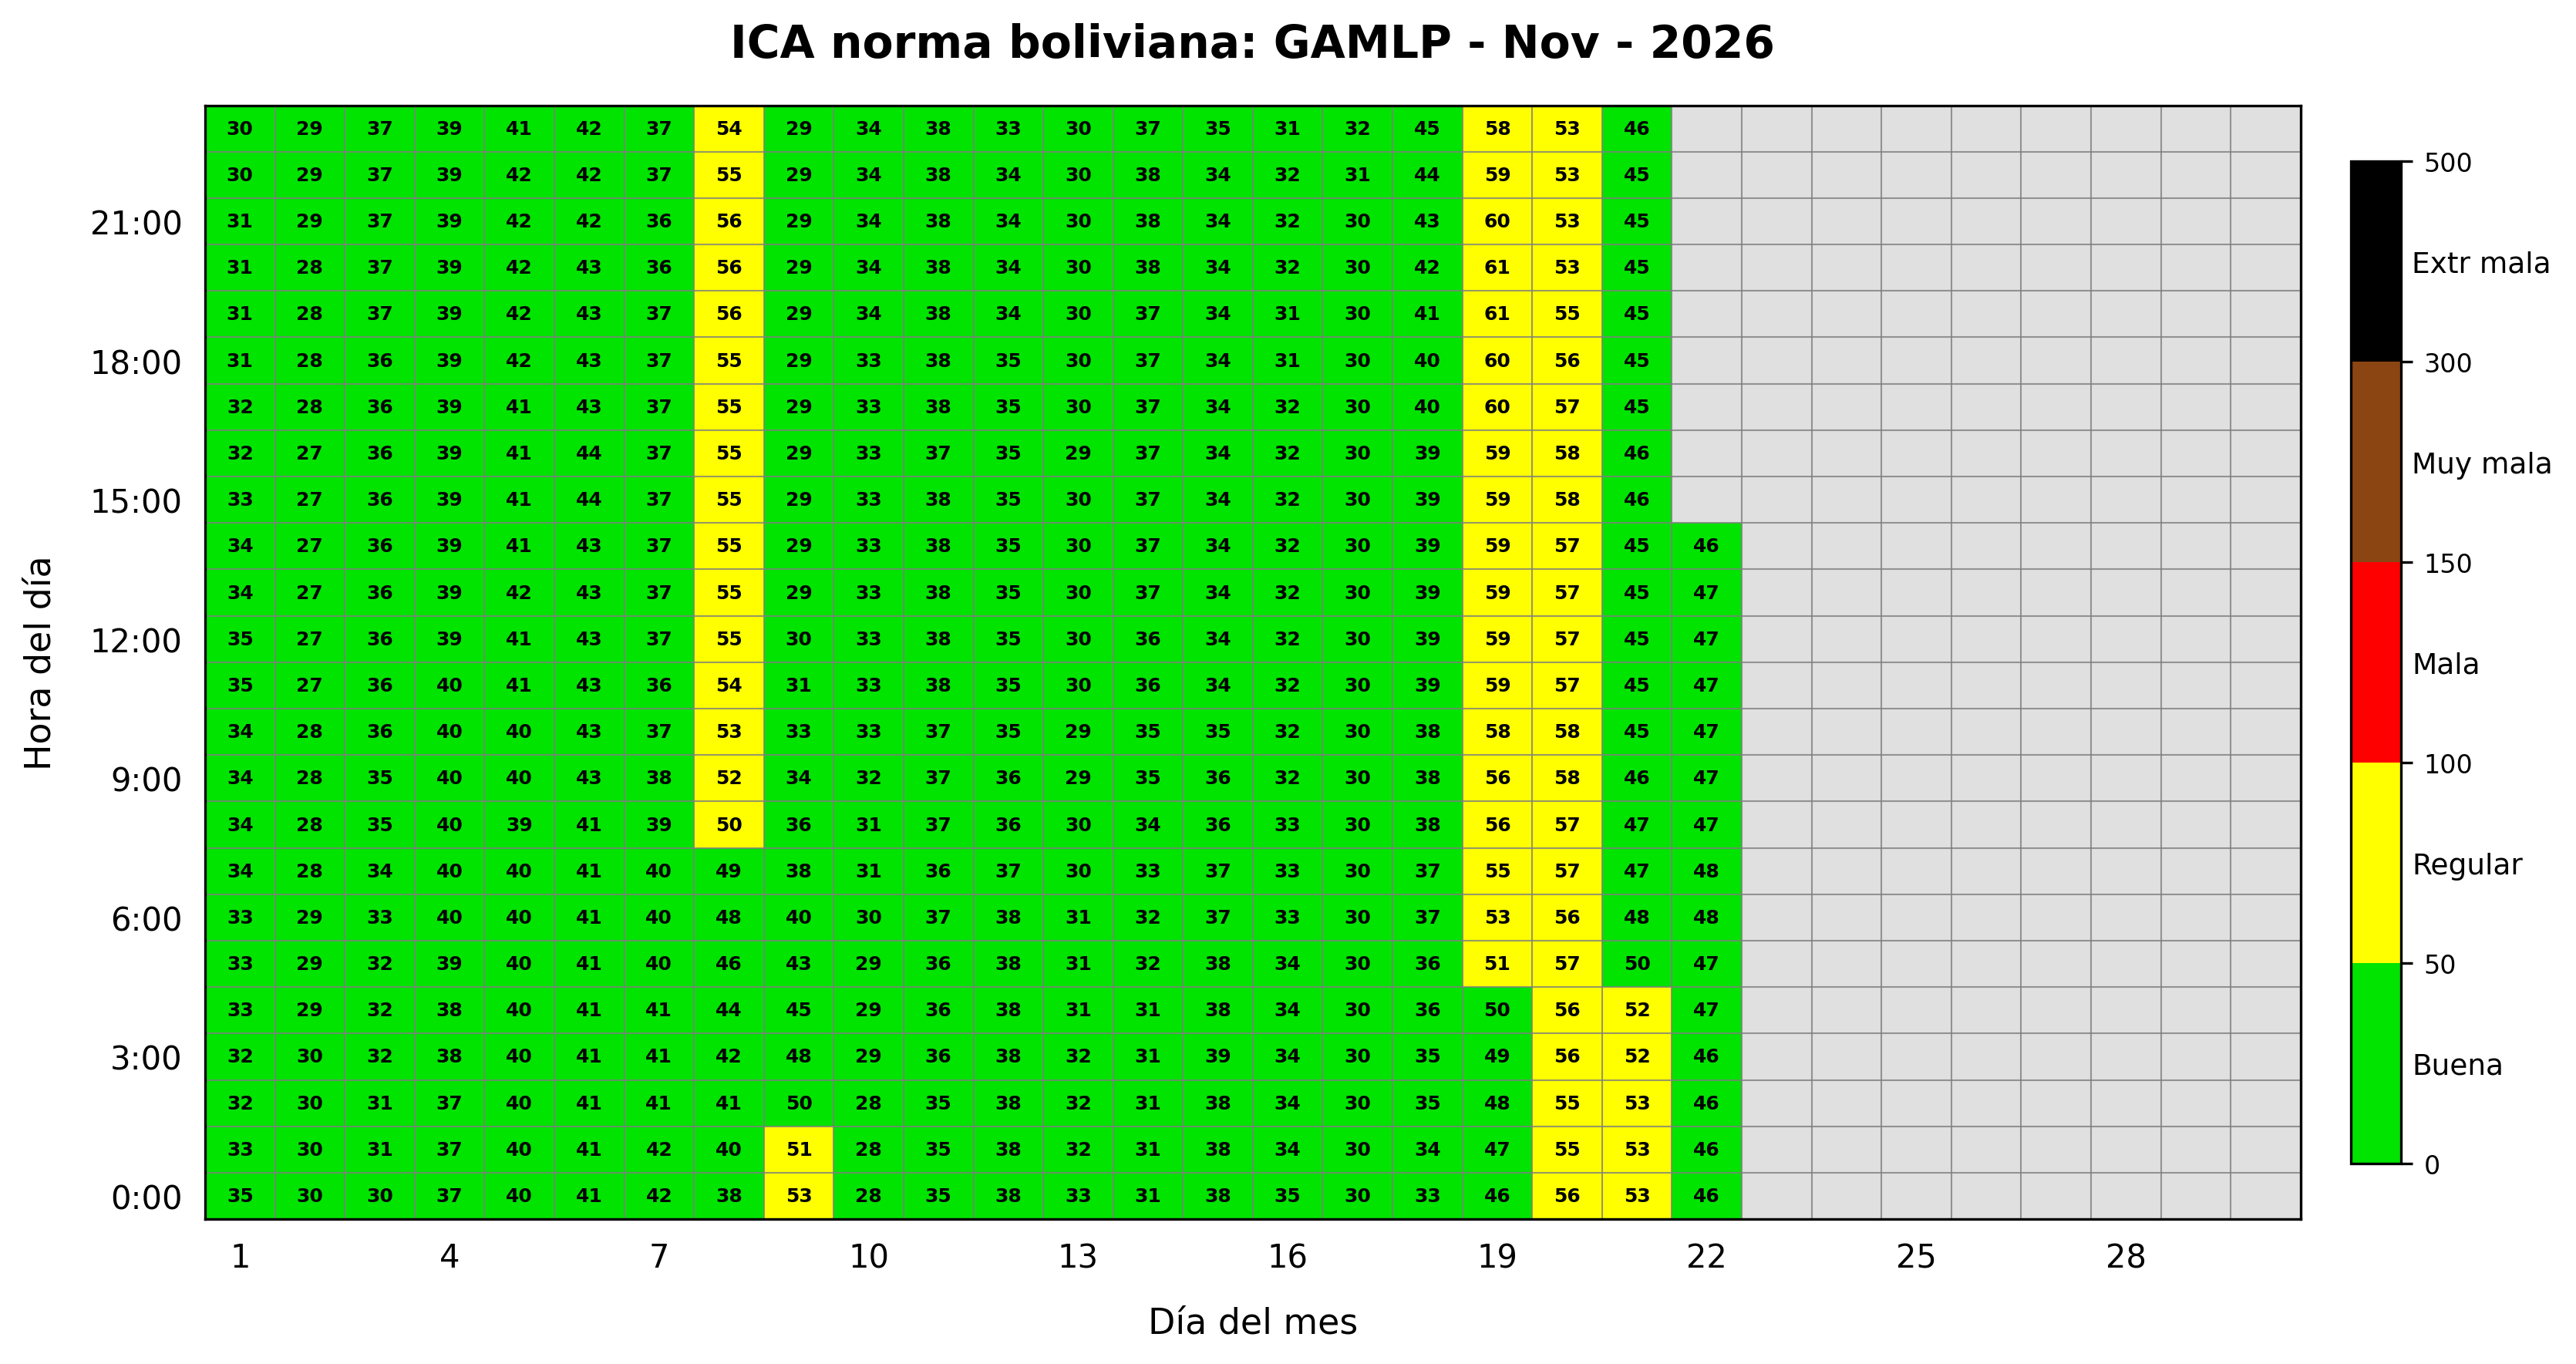 ICA norma boliviana: GAMLP - Nov - 2026
30 29 37 39 41 42 37 54 29 34 38 33 30 37 35 31 32 45 58 53 46
30 29 37 39 42 42 37 55 29 34 38 34 30 38 34 32 31 44 59 53 45
21:00 31 29 37 39 42 42 36 56 29 34 38 34 30 38 34 32 30 43 60 53 45
31 28 37 39 42 43 36 56 29 34 38 34 30 38 34 32 30 42 61 53 45
31 28 37 39 42 43 37 56 29 34 38 34 30 37 34 31 30 41 61 55 45
18:00 31 28 36 39 42 43 37 55 29 33 38 35 30 37 34 31 30 40 60 56 45
32 28 36 39 41 43 37 55 29 33 38 35 30 37 34 32 30 40 60 57 45
32 27 36 39 41 44 37 55 29 33 37 35 29 37 34 32 30 39 59 58 46
15:00 33 27 36 39 41 44 37 55 29 33 38 35 30 37 34 32 30 39 59 58 46
34 27 36 39 41 43 37 55 29 33 38 35 30 37 34 32 30 39 59 57 45 46
34 27 36 39 42 43 37 55 29 33 38 35 30 37 34 32 30 39 59 57 45 47
12:00 35 27 36 39 41 43 37 55 30 33 38 35 30 36 34 32 30 39 59 57 45 47
35 27 36 40 41 43 36 54 31 33 38 35 30 36 34 32 30 39 59 57 45 47
34 28 36 40 40 43 37 53 33 33 37 35 29 35 35 32 30 38 58 58 45 47
9:00 34 28 35 40 40 43 38 52 34 32 37 36 29 35 36 32 30 38 56 58 46 47
34 28 35 40 39 41 39 50 36 31 37 36 30 34 36 33 30 38 56 57 47 47
34 28 34 40 40 41 40 49 38 31 36 37 30 33 37 33 30 37 55 57 47 48
6:00 33 29 33 40 40 41 40 48 40 30 37 38 31 32 37 33 30 37 53 56 48 48
33 29 32 39 40 41 40 46 43 29 36 38 31 32 38 34 30 36 51 57 50 47
33 29 32 38 40 41 41 44 45 29 36 38 31 31 38 34 30 36 50 56 52 47
3:00 32 30 32 38 40 41 41 42 48 29 36 38 32 31 39 34 30 35 49 56 52 46
32 30 31 37 40 41 41 41 50 28 35 38 32 31 38 34 30 35 48 55 53 46
33 30 31 37 40 41 42 40 51 28 35 38 32 31 38 34 30 34 47 55 53 46
0:00 35 30 30 37 40 41 42 38 53 28 35 38 33 31 38 35 30 33 46 56 53 46
1 4 7 10 13 16 19 22 25 28
Día del mes
Hora del día
500
Extr mala
300
Muy mala
150
Mala
100
Regular
50
Buena
0